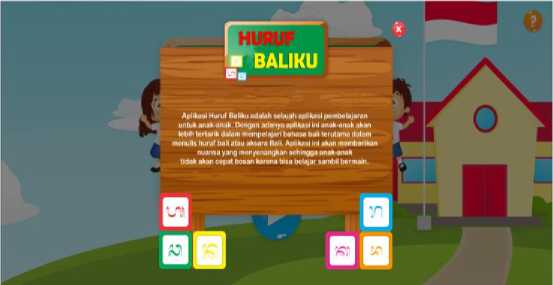 HURUF
BALIKU
Aplikasi Huruf Baliku adalah sebuah aplikasi pembelajaran
untuk anak-anak. Dengan adanya aplikasi ini anak-anak akan
lebih tertarik dalam mempelajari bahasa bali terutama dalam
menulis huruf bali atau aksara Bali. Aplikasi ini akan memberikan
nuansa yang menyenangkan sehingga anak-anak
tidak akan cepat bosan karena bisa belajar sambil bermain.
?
X